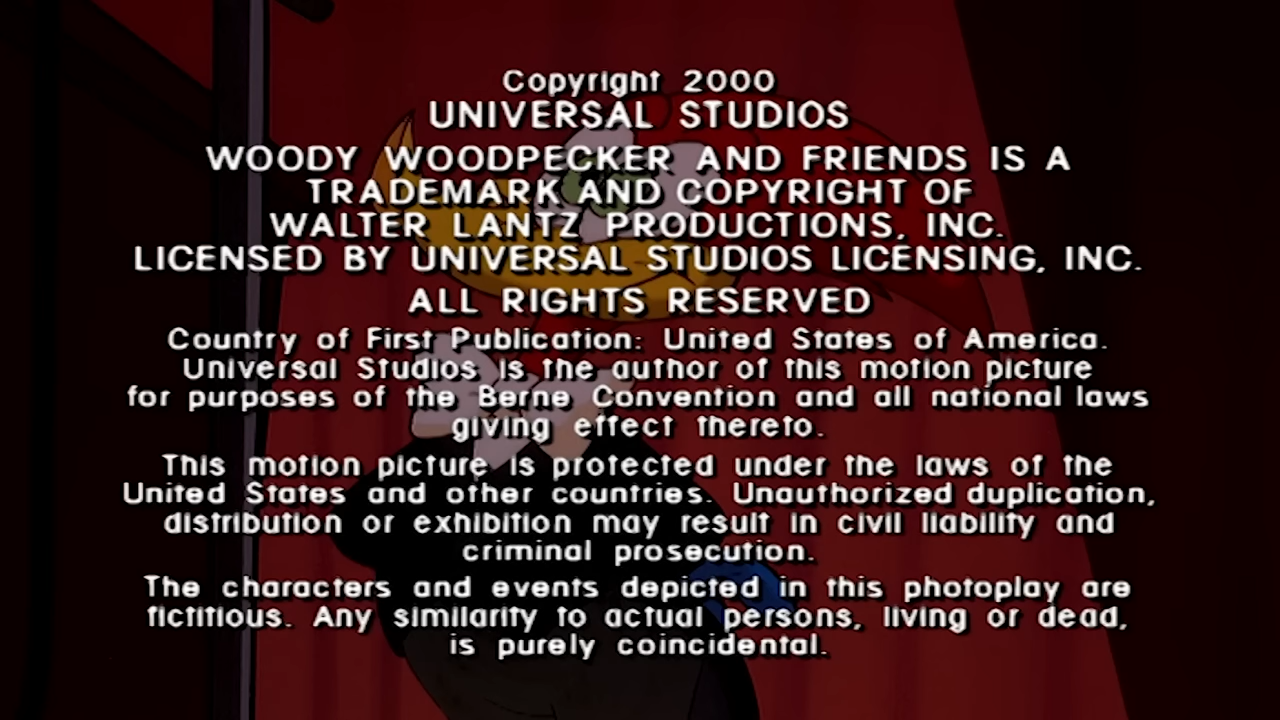 Copyright 2000
UNIVERSAL STUDIOS
WOODY WOODPECKER AND FRIENDS IS A
TRADEMARK AND COPYRIGHT OF
WALTER LANTZ PRODUCTIONS, INC.
LICENSED BY UNIVERSAL STUDIOS LICENSING, INC.
ALL RIGHTS RESERVED
Country of First Publication: United States of America.
Universal Studios is the author of this motion picture
for purposes of the Berne Convention and all national laws
giving effect thereto.
This motion picture is protected under the laws of the
United States and other countries. Unauthorized duplication,
distribution or exhibition may result in civil liability and
criminal prosecution.
The characters and events depicted in this photoplay are
fictitious. Any similarity to actual persons, living or dead,
is purely coincidental.